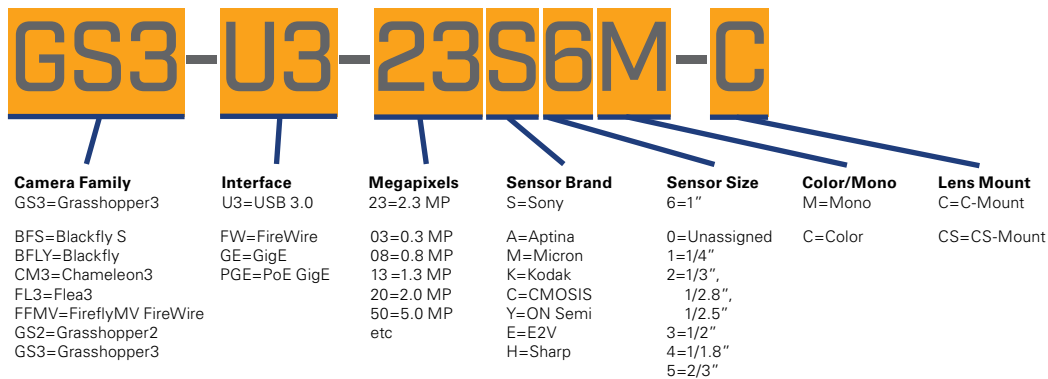 GS3-U3-23S6M-C
Camera Family
GS3=Grasshopper3
BFS=Blackfly S
BFLY=Blackfly
CM3=Chameleon3
FL3=Flea3
FFMV=FireflyMV FireWire
GS2=Grasshopper2
GS3=Grasshopper3
Interface
U3=USB 3.0
FW=FireWire
GE=GigE
PGE=PoE GigE
Megapixels
23=2.3 MP
03=0.3 MP
08=0.8 MP
13=1.3 MP
20=2.0 MP
50=5.0 MP
etc
Sensor Brand
S=Sony
A=Aptina
M=Micron
K=Kodak
C=CMOSIS
Y=ON Semi
E=E2V
H=Sharp
Sensor Size
6=1”
0=Unassigned
1=1/4”
2=1/3”,
1/2.8”,
1/2.5”
3=1/2”
4=1/1.8”
5=2/3”
Color/Mono
M=Mono
C=Color
Lens Mount
C=C-Mount
CS=CS-Mount